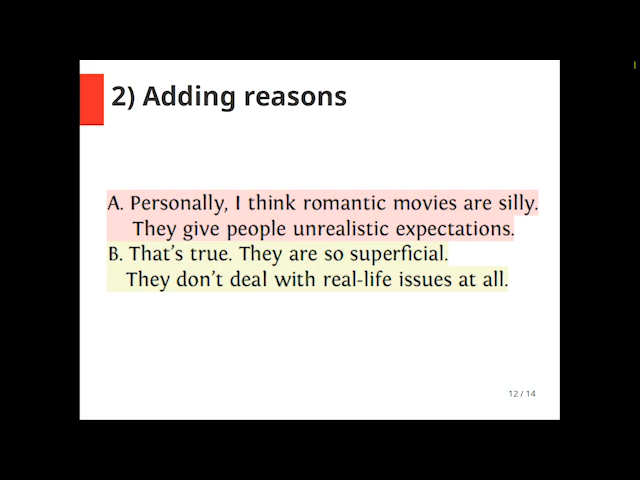 2) Adding reasons
A. Personally, I think romantic movies are silly.
They give people unrealistic expectations.
B. That's true. They are so superficial.
They don't deal with real-life issues at all.
12 / 14